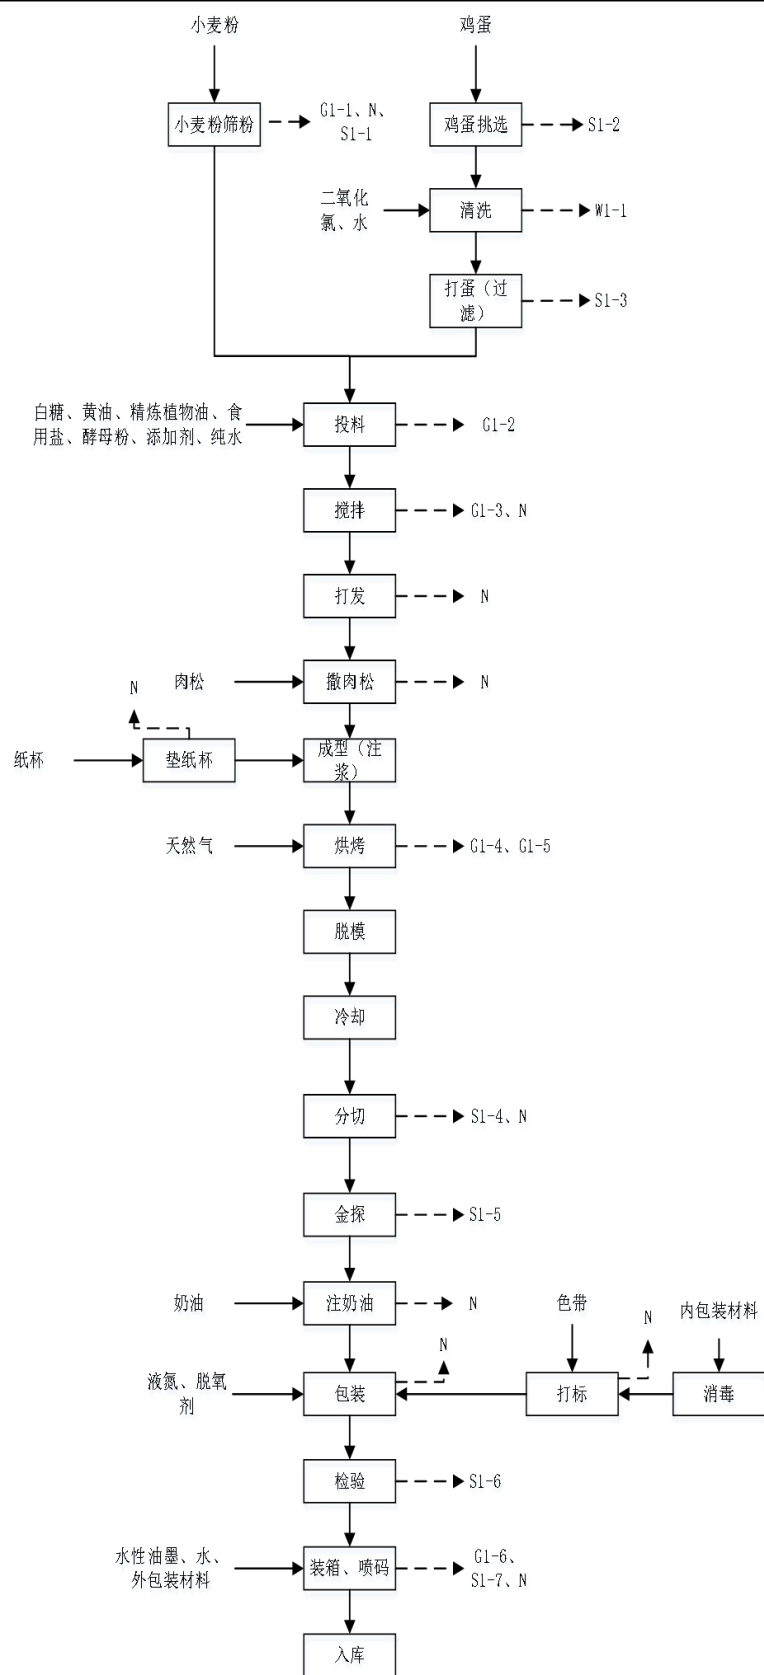 小麦粉
鸡蛋
小麦粉筛粉
G1-1、N、
S1-1
鸡蛋挑选
S1-2
二氧化
氯、水
清洗
W1-1
打蛋（过
滤）
S1-3
白糖、黄油、精炼植物油、食
用盐、酵母粉、添加剂、纯水
投料
G1-2
搅拌
G1-3、N
打发
N
肉松
撒肉松
N
N
纸杯
垫纸杯
成型（注
浆）
天然气
烘烤
G1-4、G1-5
脱模
冷却
分切
S1-4、N
金探
S1-5
奶油
注奶油
N
色带
N
内包装材料
N
液氮、脱氧
剂
包装
打标
消毒
检验
S1-6
水性油墨、水、
外包装材料
装箱、喷码
G1-6、
S1-7、N
入库